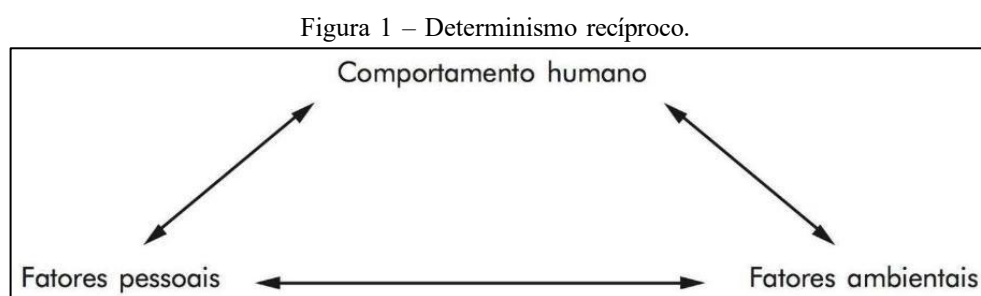 Figura 1 – Determinismo recíproco.
Comportamento humano
Fatores pessoais
Fatores ambientais